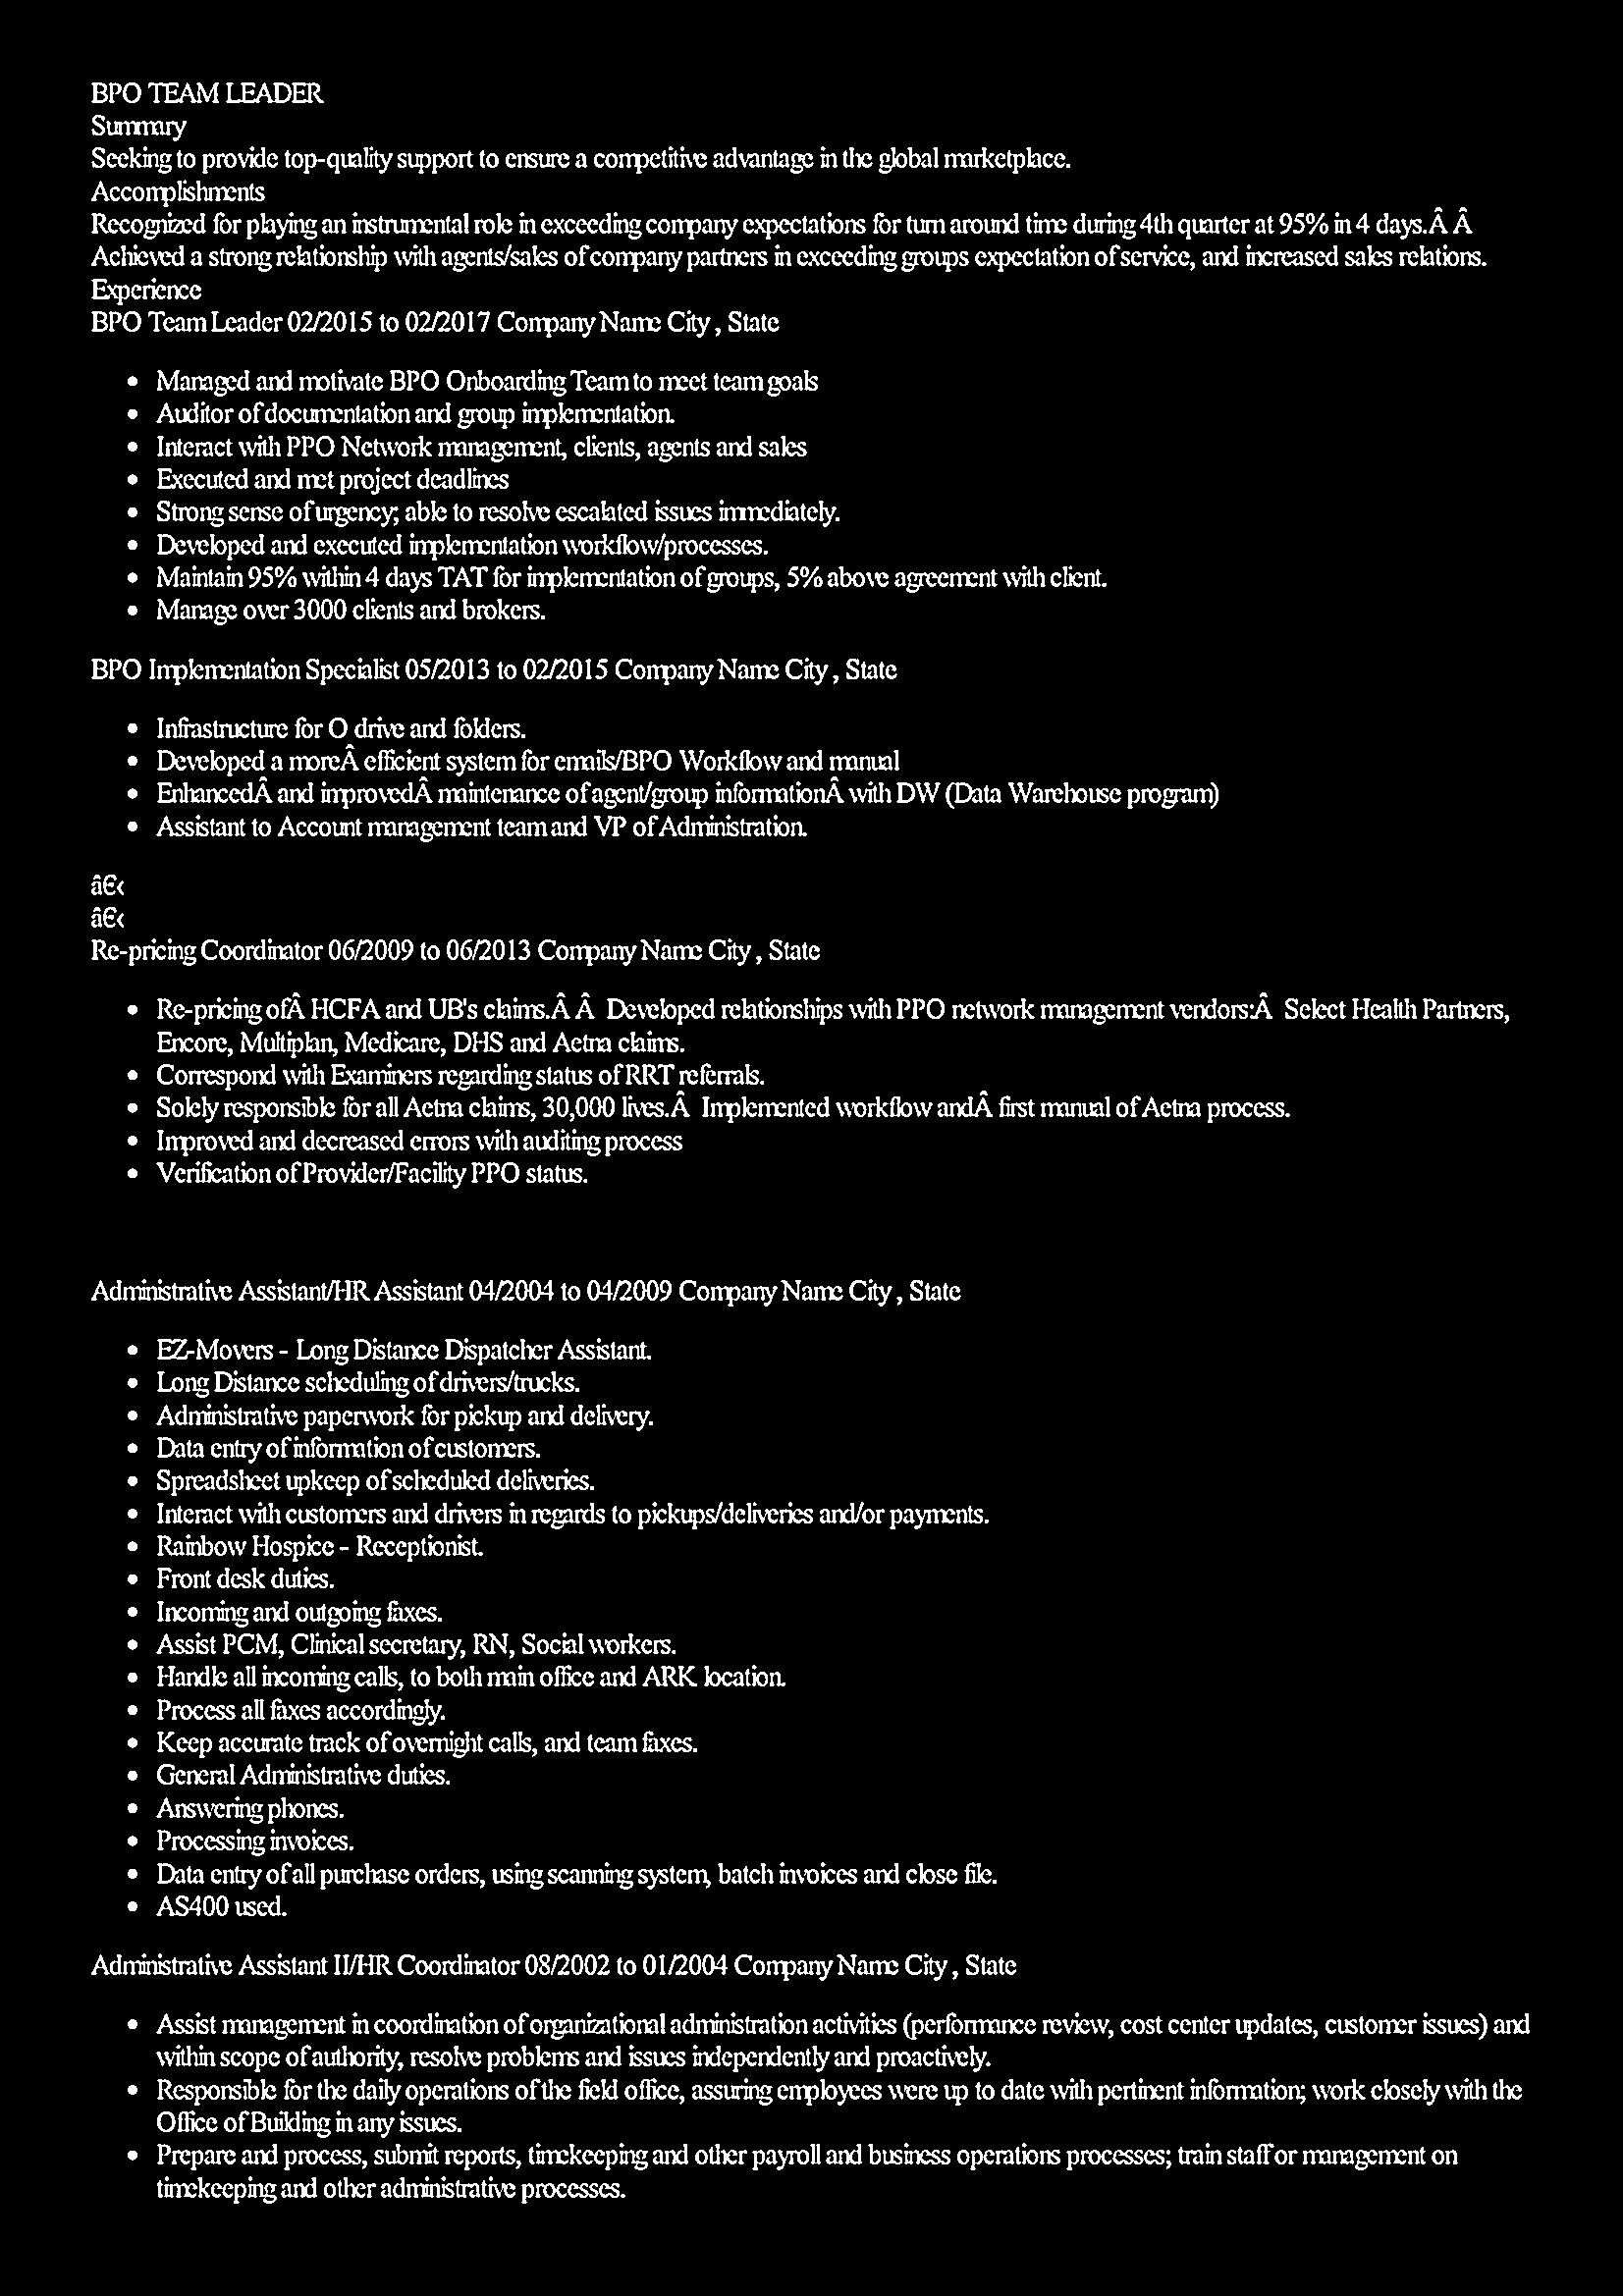 BPO TEAM LEADER
Summary
Seeking to provide top-quality support to ensure a competitive advantage in the global marketplace.
Accomplishments
Recognized for playing an instrumental role in exceeding company expectations for turn around time during 4th quarter at 95% in 4 days.Â Â
Achieved a strong relationship with agents/sales of company partners in exceeding groups expectation of service, and increased sales relations.
Experience
BPO Team Leader 02/2015 to 02/2017 Company Name City , State
• Managed and motivate BPO Onboarding Team to meet team goals
• Auditor of documentation and group implementation.
• Interact with PPO Network management, clients, agents and sales
• Executed and met project deadlines
• Strong sense of urgency; able to resolve escalated issues immediately.
• Developed and executed implementation workflow/processes.
• Maintain 95% within 4 days TAT for implementation of groups, 5% above agreement with client.
• Manage over 3000 clients and brokers.
BPO Implementation Specialist 05/2013 to 02/2015 Company Name City , State
• Infrastructure for O drive and folders.
• Developed a moreÂ efficient system for emails/BPO Workflow and manual
• EnhancedÂ and improvedÂ maintenance of agent/group informationÂ with DW (Data Warehouse program)
• Assistant to Account management team and VP of Administration.
â€‹
â€‹
Re-pricing Coordinator 06/2009 to 06/2013 Company Name City , State
• Re-pricing ofÂ HCFA and UB's claims.Â Â  Developed relationships with PPO network management vendors:Â  Select Health Partners,
Encore, Multiplan, Medicare, DHS and Aetna claims.
• Correspond with Examiners regarding status of RRT referrals.
• Solely responsible for all Aetna claims, 30,000 lives.Â  Implemented workflow andÂ first manual of Aetna process.
• Improved and decreased errors with auditing process
• Verification of Provider/Facility PPO status.
Administrative Assistant/HR Assistant 04/2004 to 04/2009 Company Name City , State
• EZ-Movers - Long Distance Dispatcher Assistant.
• Long Distance scheduling of drivers/trucks.
• Administrative paperwork for pickup and delivery.
• Data entry of information of customers.
• Spreadsheet upkeep of scheduled deliveries.
• Interact with customers and drivers in regards to pickups/deliveries and/or payments.
• Rainbow Hospice - Receptionist.
• Front desk duties.
• Incoming and outgoing faxes.
• Assist PCM, Clinical secretary, RN, Social workers.
• Handle all incoming calls, to both main office and ARK location.
• Process all faxes accordingly.
• Keep accurate track of overnight calls, and team faxes.
• General Administrative duties.
• Answering phones.
• Processing invoices.
• Data entry of all purchase orders, using scanning system, batch invoices and close file.
• AS400 used.
Administrative Assistant II/HR Coordinator 08/2002 to 01/2004 Company Name City , State
• Assist management in coordination of organizational administration activities (performance review, cost center updates, customer issues) and
within scope of authority, resolve problems and issues independently and proactively.
• Responsible for the daily operations of the field office, assuring employees were up to date with pertinent information; work closely with the
Office of Building in any issues.
• Prepare and process, submit reports, timekeeping and other payroll and business operations processes; train staff or management on
timekeeping and other administrative processes.